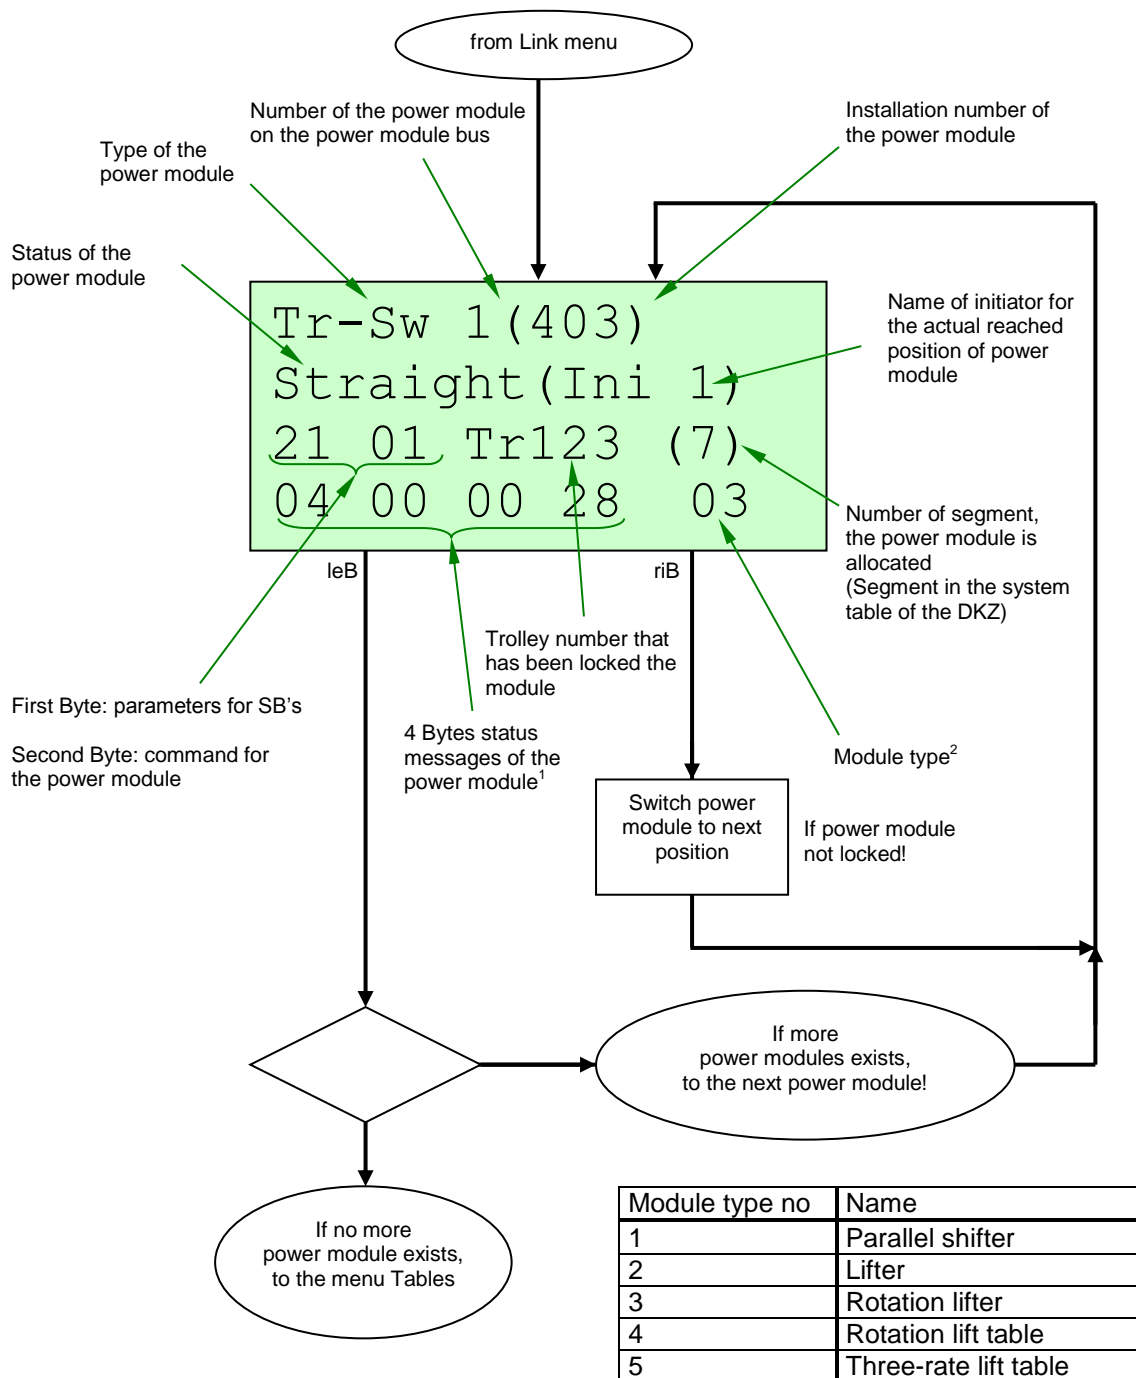 from Link menu
Number of the power module
on the power module bus
Installation number of
the power module
Type of the
power module
Status of the
power module
Name of initiator for
the actual reached
position of power
module
Tr-Sw 1(403)
Straight(Ini 1)
21 01 Tr123 (7)
04 00 00 28 03
Number of segment,
the power module is
allocated
(Segment in the system
table of the DKZ)
leB
riB
Trolley number that
has been locked the
module
First Byte: parameters for SB's
Second Byte: command for
the power module
4 Bytes status
messages of the
power module1
Module type2
Switch power
module to next
position
If power module
not locked!
If more
power modules exists,
to the next power module!
If no more
power module exists,
to the menu Tables
Module type no Name
1 Parallel shifter
2 Lifter
3 Rotation lifter
4 Rotation lift table
5 Three-rate lift table